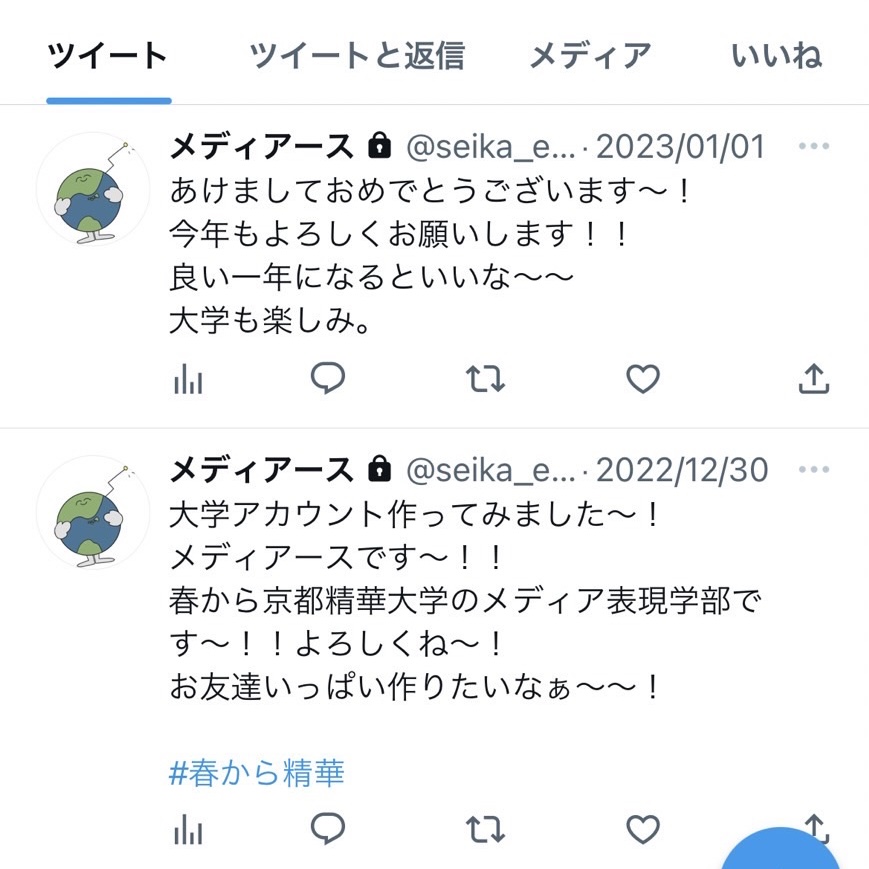 ツイート ツイートと返信 メディア いいね
メディアース @seika_e... · 2023/01/01
あけましておめでとうございます〜！
今年もよろしくお願いします！！
良い一年になるといいな〜〜
大学も楽しみ。
メディアース @seika_e... · 2022/12/30
大学アカウント作ってみました〜！
メディアースです〜！！
春から京都精華大学のメディア表現学部で
す〜！！よろしくね〜！
お友達いっぱい作りたいなぁ〜〜！
#春から精華